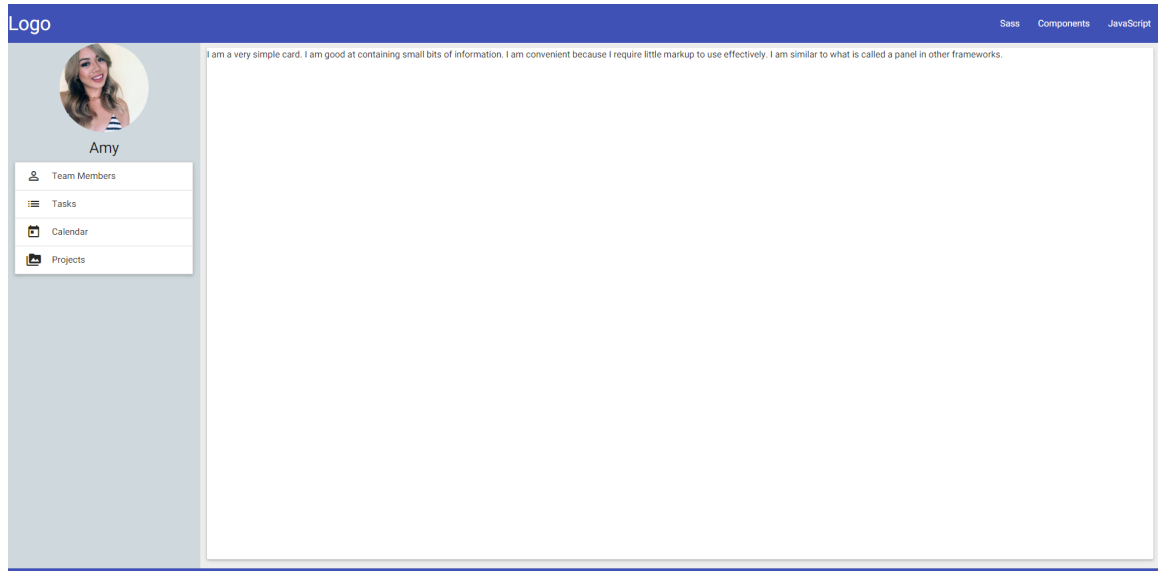 Logo
Sass Components JavaScript
I am a very simple card. I am good at containing small bits of information. I am convenient because I require little markup to use effectively. I am similar to what is called a panel in other frameworks.
Amy
Team Members
Tasks
Calendar
Projects